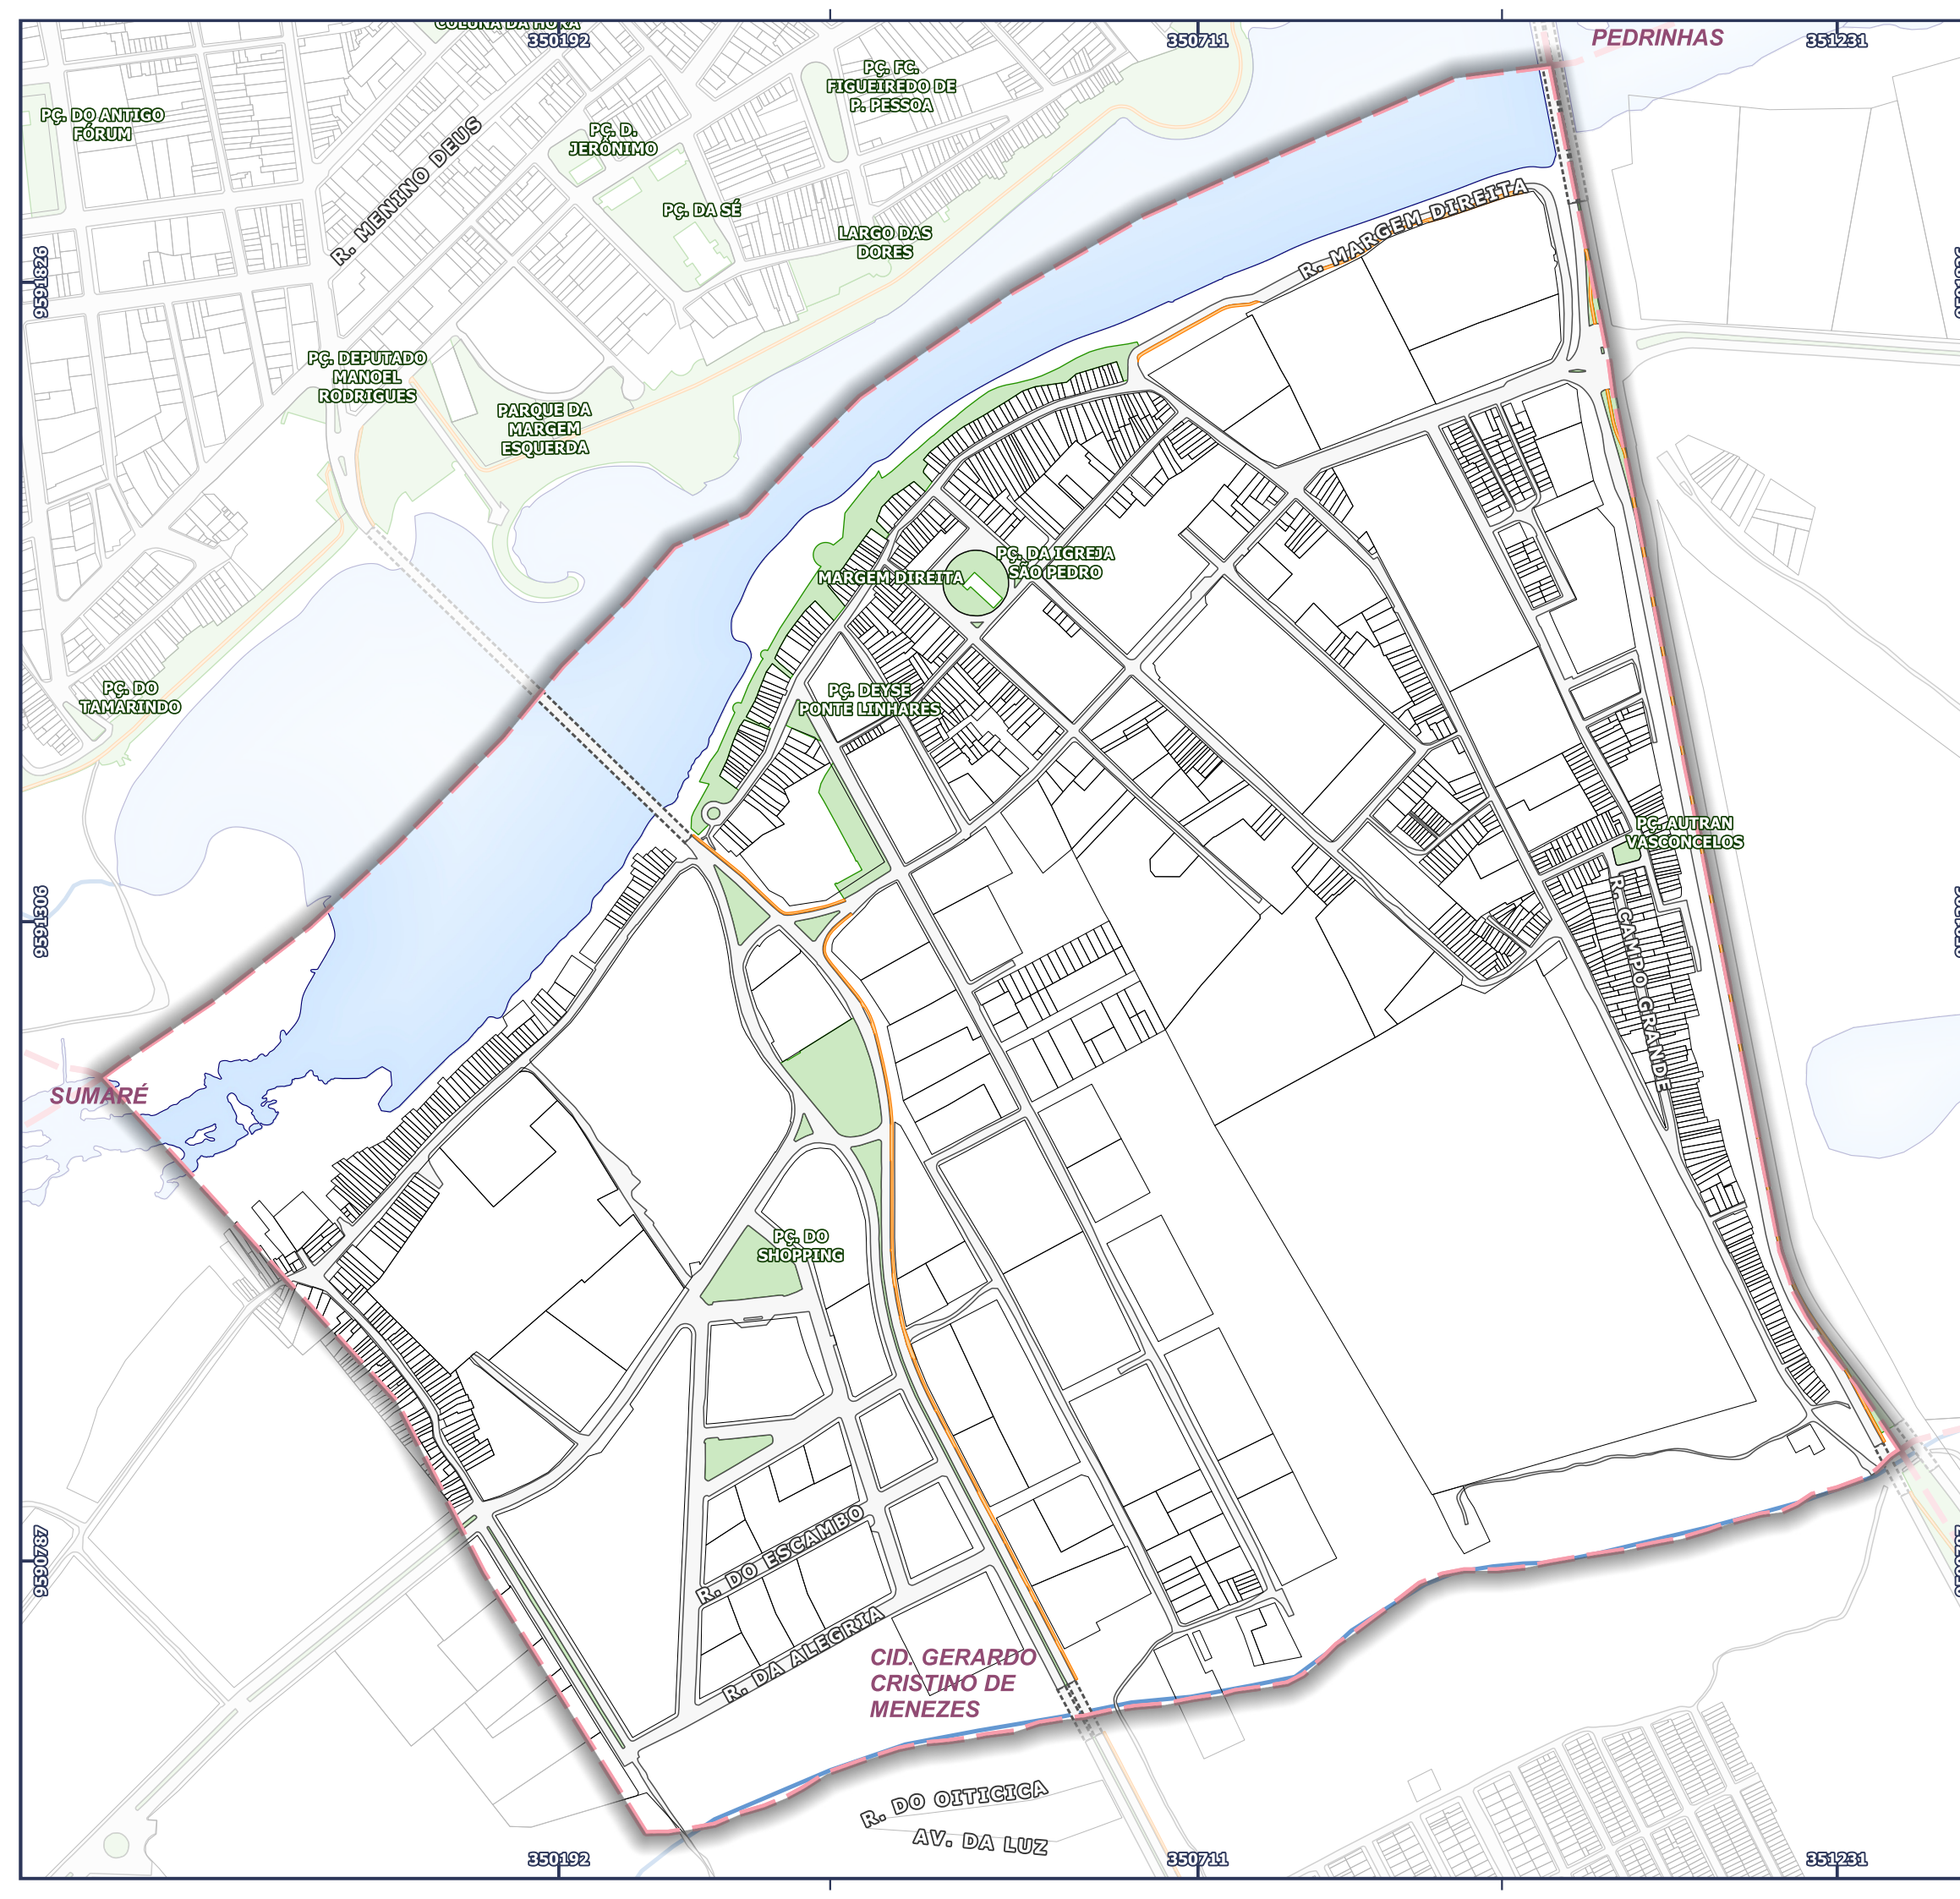 COLUNA DA HORA
350192
350711
PEDRINHAS
351231
PÇ. FC.
FIGUEIREDO DE
P. PESSOA
PÇ. DO ANTIGO
FÓRUM
PÇ. D.
JERÔNIMO
R. MENINO DEUS
PÇ. DA SÉ
LARGO DAS
DORES
R. MARGEM DIREITA
9591826
PÇ. DEPUTADO
MANOEL
RODRIGUES
PARQUE DA
MARGEM
ESQUERDA
PÇ. DA IGREJA
SÃO PEDRO
MARGEM DIREITA
PÇ. DO
TAMARINDO
PÇ. DEYSE
PONTE LINHARES
PÇ. AUTRAN
VASCONCELOS
9591306
R. CAMPO GRANDE
SUMARÉ
PÇ. DO
SHOPPING
9590787
R. DO ESCAMBO
R. DA ALEGRIA
CID. GERARDO
CRISTINO DE
MENEZES
R. DO OITICICA
AV. DA LUZ
350192
350711
351231